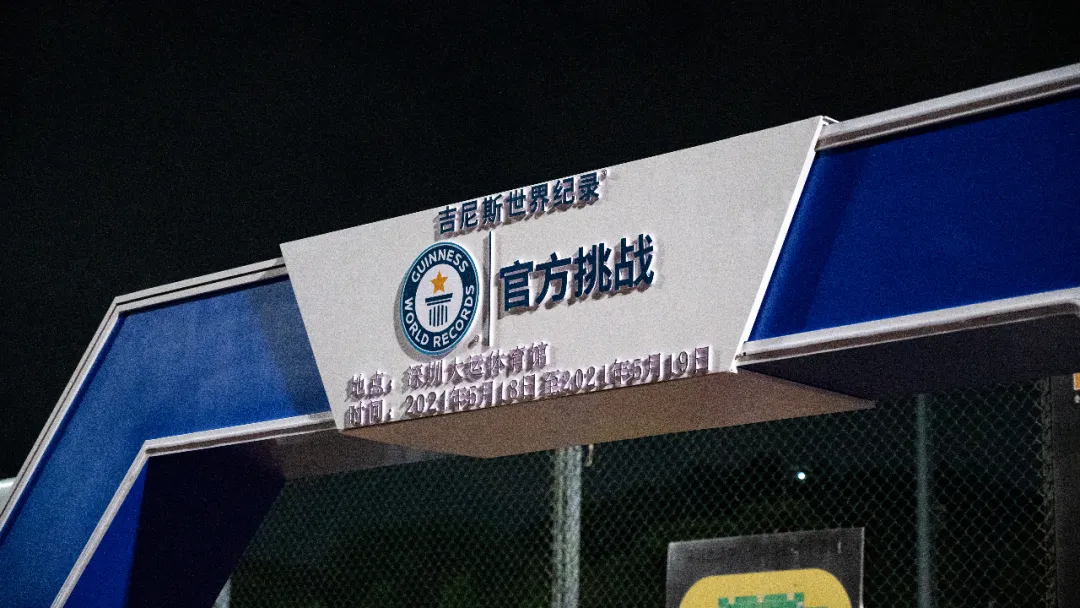 吉尼斯世界纪录®
GUINNESS WORLD RECORDS
官方挑战
地点：深圳大运体育馆
时间：2024年5月18日至2024年5月19日